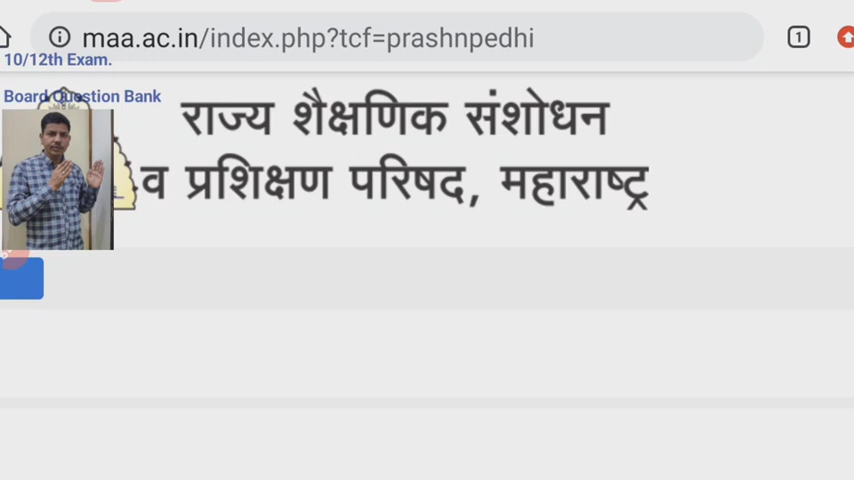 maa.ac.in/index.php?tcf=prashnpedhi
1
10/12th Exam.
Board Question Bank
राज्य शैक्षणिक संशोधन
व प्रशिक्षण परिषद, महाराष्ट्र